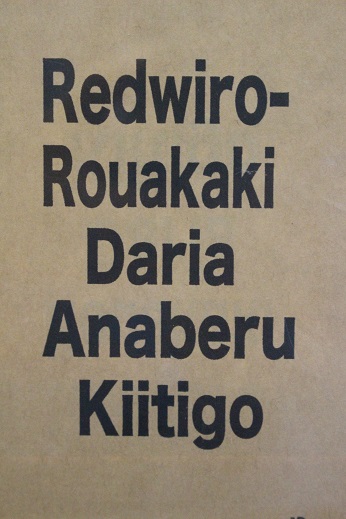 Redwiro-
Rouakaki
Daria
Anaberu
Kiitigo